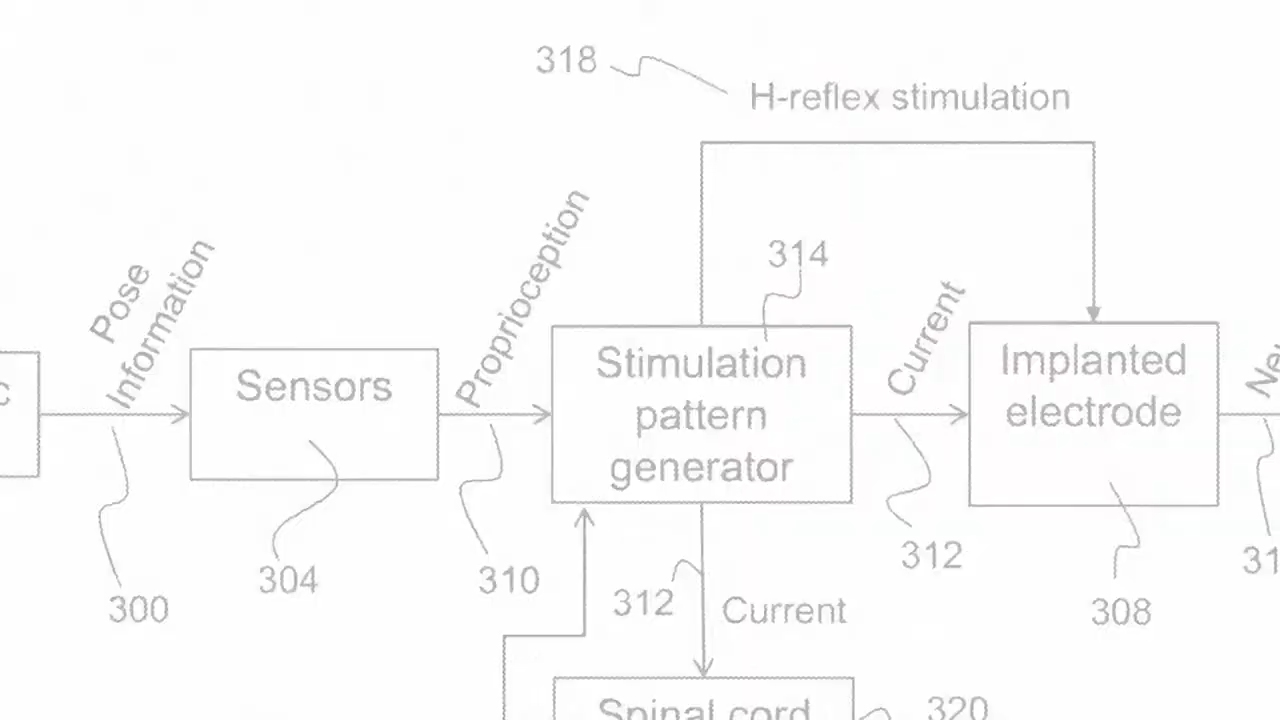 318
H-reflex stimulation
314
Pose
Information
Proprioception
Current
Sensors
Stimulation
pattern
generator
Implanted
electrode
300
304
310
312
Current
312
308
Spinal cord
320